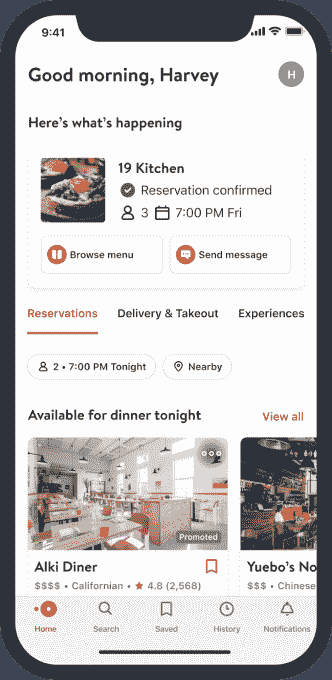 9:41
Good morning, Harvey
H
Here's what's happening
19 Kitchen
Reservation confirmed
3 7:00 PM Fri
Browse menu
Send message
Reservations Delivery & Takeout Experiences
2 • 7:00 PM Tonight Nearby
Available for dinner tonight View all
Promoted
Alki Diner
$$$$ • Californian • ★ 4.8 (2,568)
Yuebo's No
$$$ • Chinese
Home Search Saved History Notifications